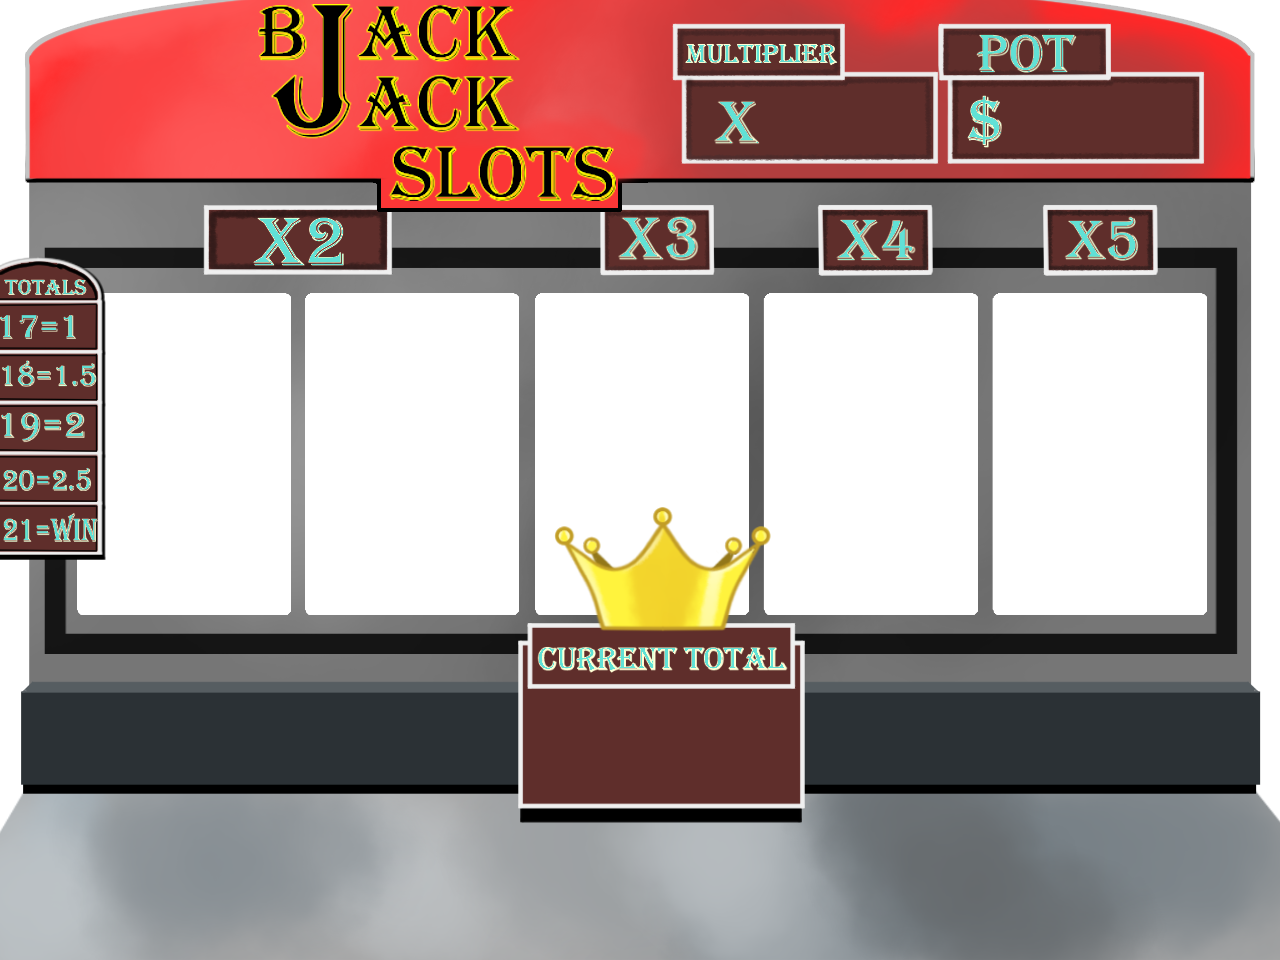 BJACK
JACK
SLOTS
MULTIPLIER
X
POT
$
X2
X3
X4
X5
TOTALS
17=1
18=1.5
19=2
20=2.5
21=WIN
CURRENT TOTAL